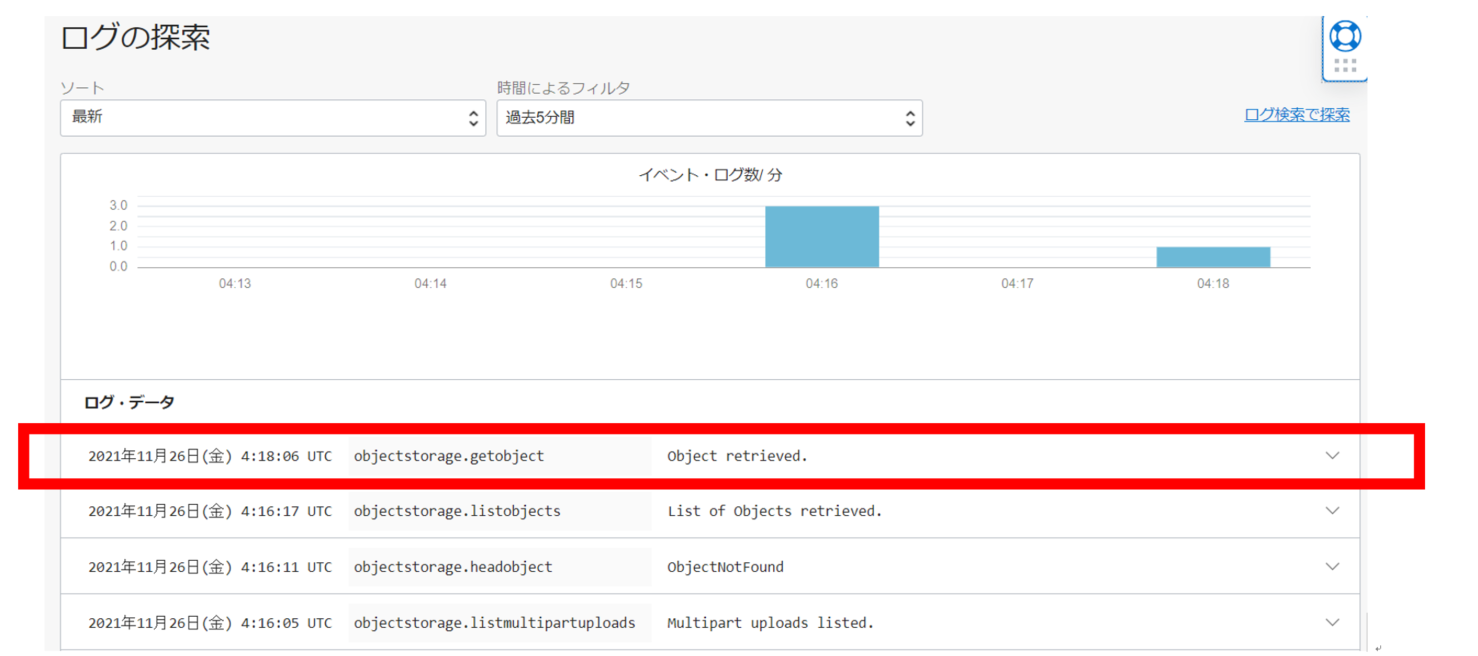 ログの探索
ソート
時間によるフィルタ
最新
過去5分間
ログ検索で探索
イベント・ログ数/ 分
3.0
2.0
1.0
0.0
04:13 04:14 04:15 04:16 04:17 04:18
ログ・データ
2021年11月26日(金) 4:18:06 UTC objectstorage.getobject Object retrieved.
2021年11月26日(金) 4:16:17 UTC objectstorage.listobjects List of Objects retrieved.
2021年11月26日(金) 4:16:11 UTC objectstorage.headobject ObjectNotFound
2021年11月26日(金) 4:16:05 UTC objectstorage.listmultipartuploads Multipart uploads listed.